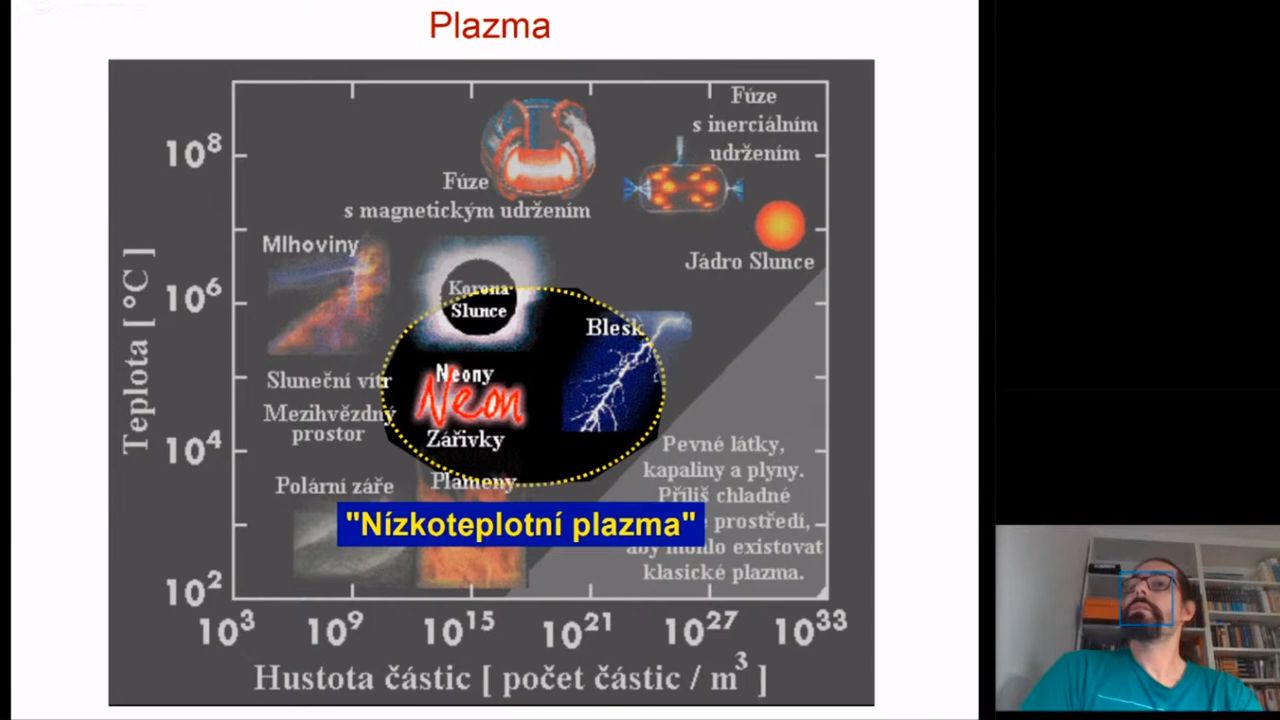 Plazma
Fúze
s inerciálním
udržením
10⁸
Fúze
s magnetickým udržením
Mlhoviny
Jádro Slunce
Teplota [ °C ]
10⁶
Korona
Slunce
Blesk
Sluneční vítr
Neony
Neon
Mezihvězdný
prostor
Zářivky
10⁴
Pevné látky,
kapaliny a plyny.
Polární záře
Plameny
Příliš chladné
"Nízkoteplotní plazma"
prostředí,
aby mohlo existovat
klasické plazma.
10²
10³ 10⁹ 10¹⁵ 10²¹ 10²⁷ 10³³
Hustota částic [ počet částic / m³ ]